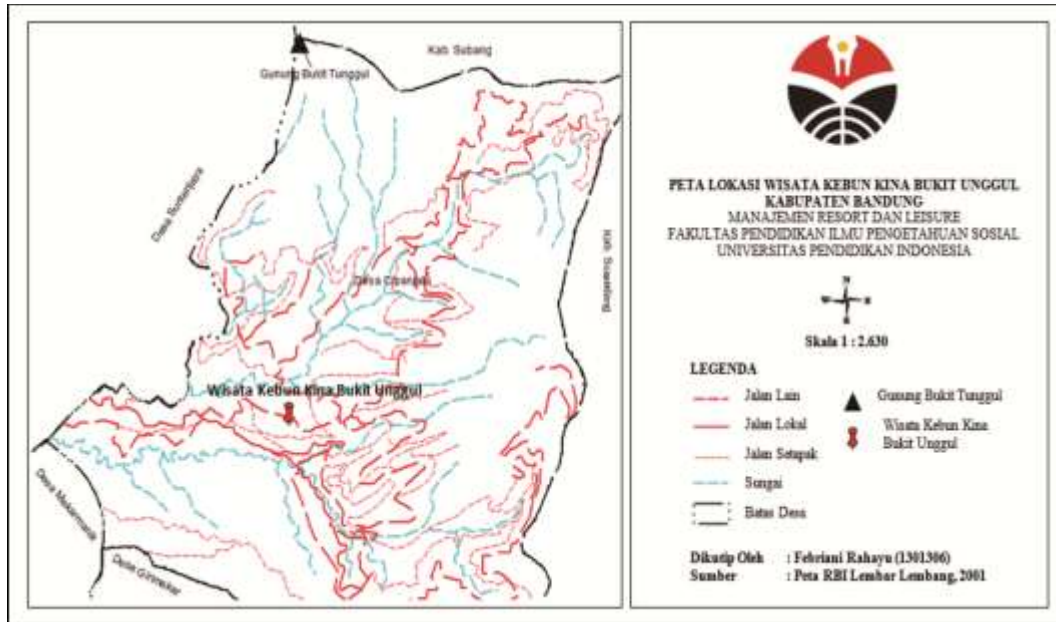 Kab. Subang
Gunung Bukit Tunggul
Desa
Desa
Kab.
Wisata Kebun Kina Bukit Unggul
Desa Mekarmanik
Desa Girimekar
PETA LOKASI WISATA KEBUN KINA BUKIT UNGGUL
KABUPATEN BANDUNG
MANAJEMEN RESORT DAN LEISURE
FAKULTAS PENDIDIKAN ILMU PENGETAHUAN SOSIAL
UNIVERSITAS PENDIDIKAN INDONESIA
N
W E
S
Skala 1 : 2.630
LEGENDA
Jalan Lain
Jalan Lokal
Jalan Setapak
Sungai
Batas Desa
Gunung Bukit Tunggul
Wisata Kebun Kina
Bukit Unggul
Dikutip Oleh : Febriani Rahayu (1301306)
Sumber : Peta RBI Lembar Lembang, 2001